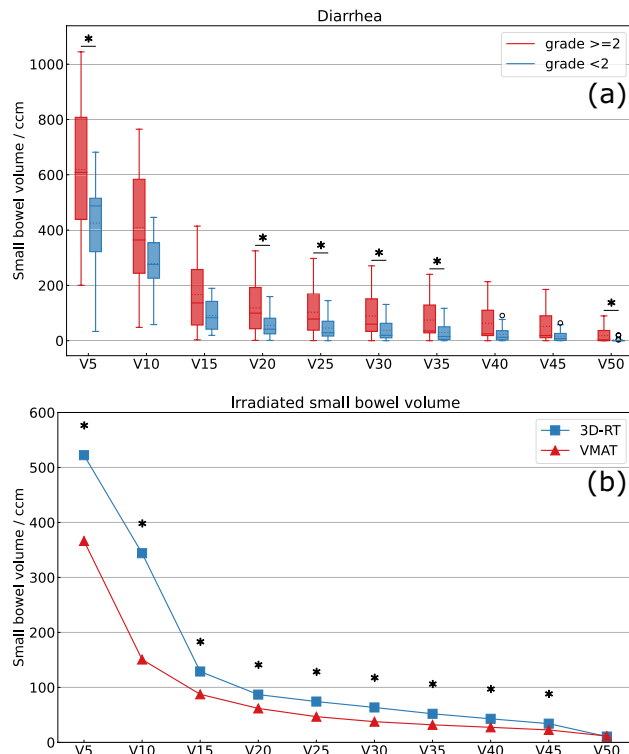 Diarrhea
grade >=2
grade <2
(a)
Small bowel volume / ccm
1000
800
600
400
200
0
* * * * * *
V5 V10 V15 V20 V25 V30 V35 V40 V45 V50
Irradiated small bowel volume
3D-RT
VMAT
(b)
Small bowel volume / ccm
600
500
400
300
200
100
0
* * * * * * * * *
V5 V10 V15 V20 V25 V30 V35 V40 V45 V50